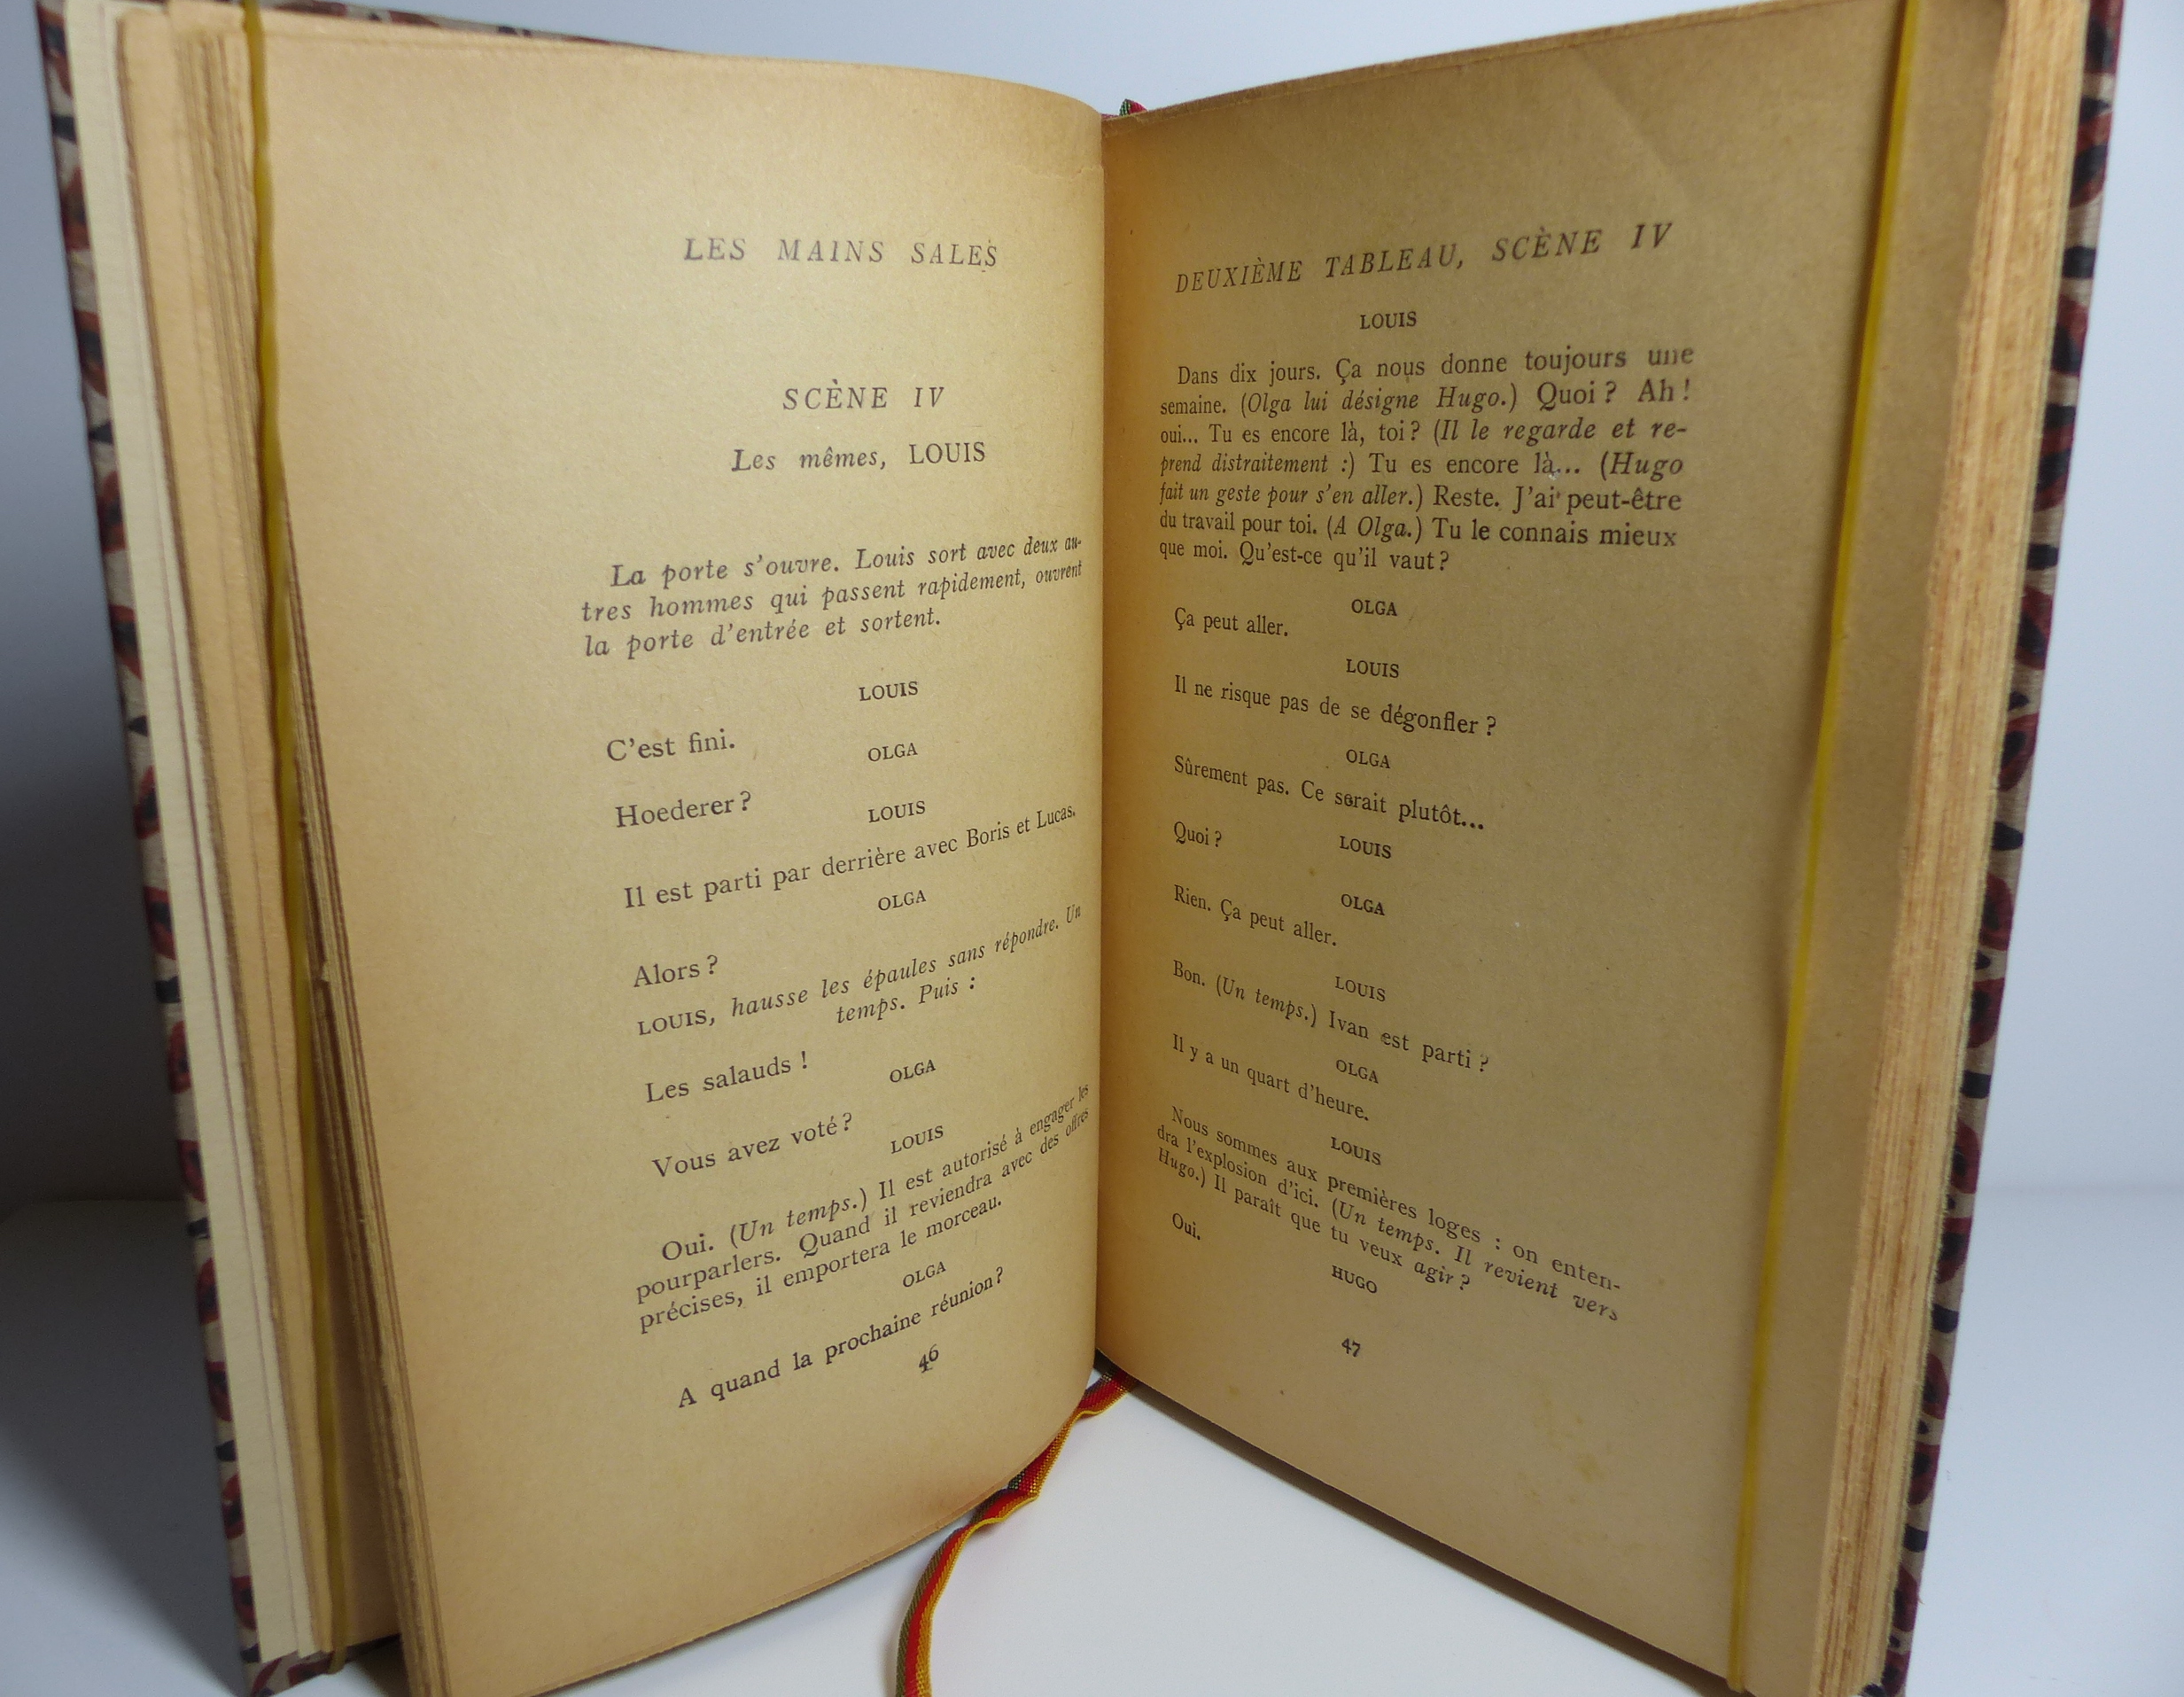 LES MAINS SALES
SCÈNE IV
Les mêmes, LOUIS
La porte s'ouvre. Louis sort avec deux au-
tres hommes qui passent rapidement, ouvrent
la porte d'entrée et sortent.
LOUIS
C'est fini.
OLGA
Hoederer ?
LOUIS
Il est parti par derrière avec Boris et Lucas.
OLGA
Alors ?
LOUIS, hausse les épaules sans répondre. Un
temps. Puis :
Les salauds !
OLGA
Vous avez voté ?
LOUIS
Oui. (Un temps.) Il est autorisé à engager les
pourparlers. Quand il reviendra avec des offres
précises, il emportera le morceau.
OLGA
A quand la prochaine réunion ?
46
DEUXIÈME TABLEAU, SCÈNE IV
LOUIS
Dans dix jours. Ça nous donne toujours une
semaine. (Olga lui désigne Hugo.) Quoi ? Ah !
oui... Tu es encore là, toi ? (Il le regarde et re-
prend distraitement :) Tu es encore là... (Hugo
fait un geste pour s'en aller.) Reste. J'ai peut-être
du travail pour toi. (A Olga.) Tu le connais mieux
que moi. Qu'est-ce qu'il vaut ?
OLGA
Ça peut aller.
LOUIS
Il ne risque pas de se dégonfler ?
OLGA
Sûrement pas. Ce serait plutôt...
LOUIS
Quoi ?
OLGA
Rien. Ça peut aller.
LOUIS
Bon. (Un temps.) Ivan est parti ?
OLGA
Il y a un quart d'heure.
LOUIS
Nous sommes aux premières loges : on enten-
dra l'explosion d'ici. (Un temps. Il revient vers
Hugo.) Il paraît que tu veux agir ?
HUGO
Oui.
47